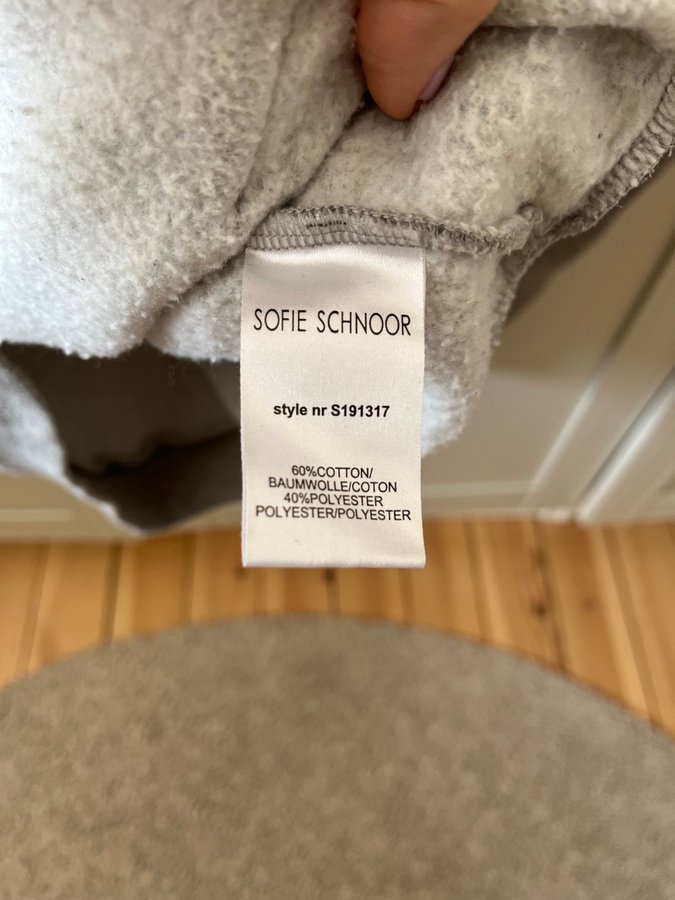 SOFIE SCHNOOR
style nr S191317
60%COTTON/
BAUMWOLLE/COTON
40%POLYESTER
POLYESTER/POLYESTER